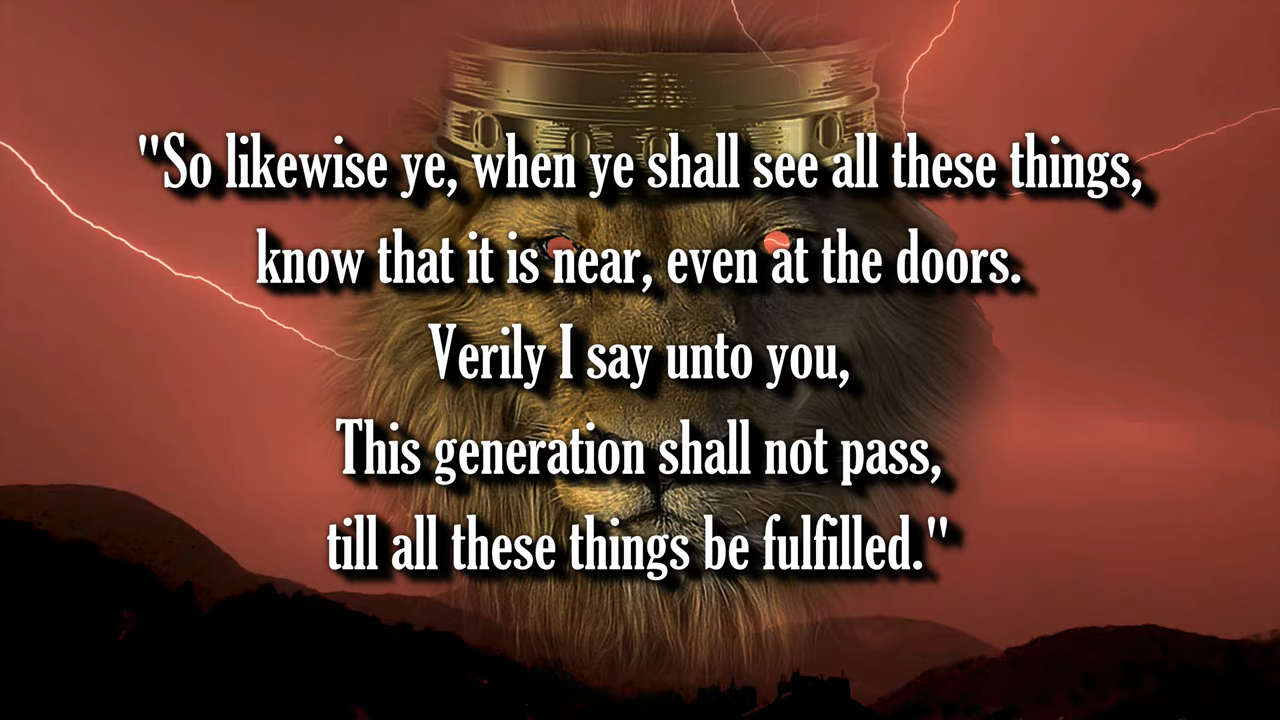 "So likewise ye, when ye shall see all these things,
know that it is near, even at the doors.
Verily I say unto you,
This generation shall not pass,
till all these things be fulfilled."